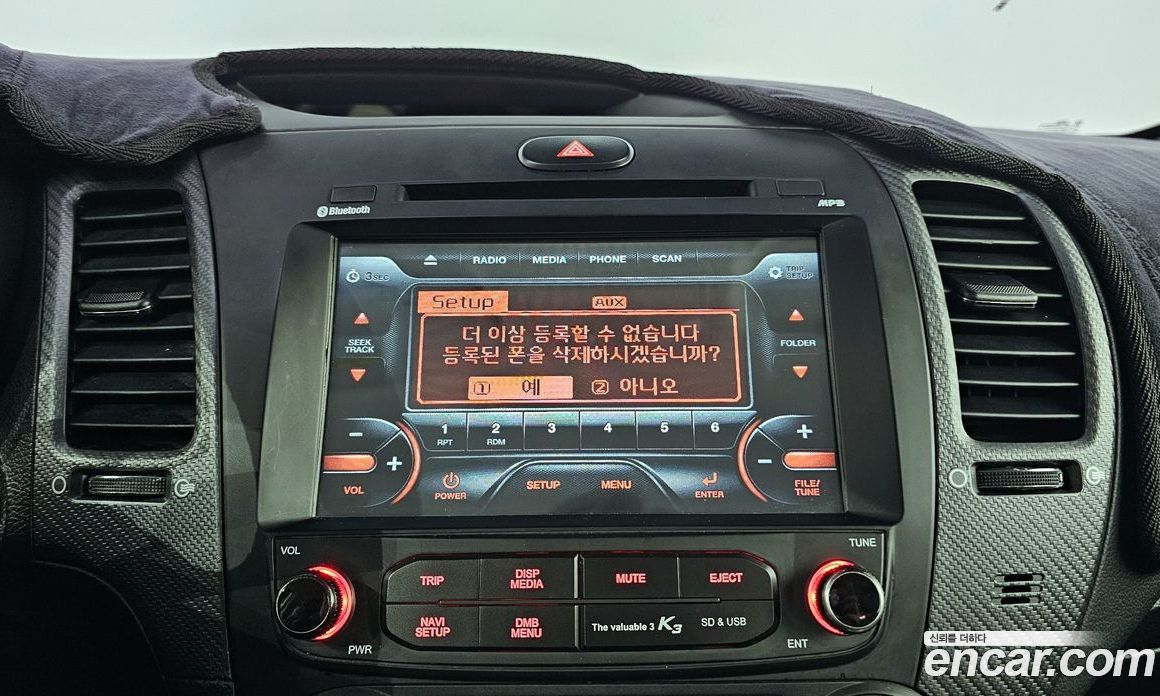 Bluetooth
MP3
RADIO MEDIA PHONE SCAN
3SEC
TRIP
SETUP
Setup AUX
더 이상 등록할 수 없습니다
등록된 폰을 삭제하시겠습니까?
1 예 2 아니오
SEEK
TRACK
FOLDER
1 2 3 4 5 6
RPT RDM
− + VOL
+ − FILE/
TUNE
POWER SETUP MENU ENTER
VOL
TUNE
TRIP
DISP
MEDIA
MUTE
EJECT
NAVI
SETUP
DMB
MENU
The valuable 3 K3
SD & USB
PWR
ENT
신뢰를 더하다
encar.com